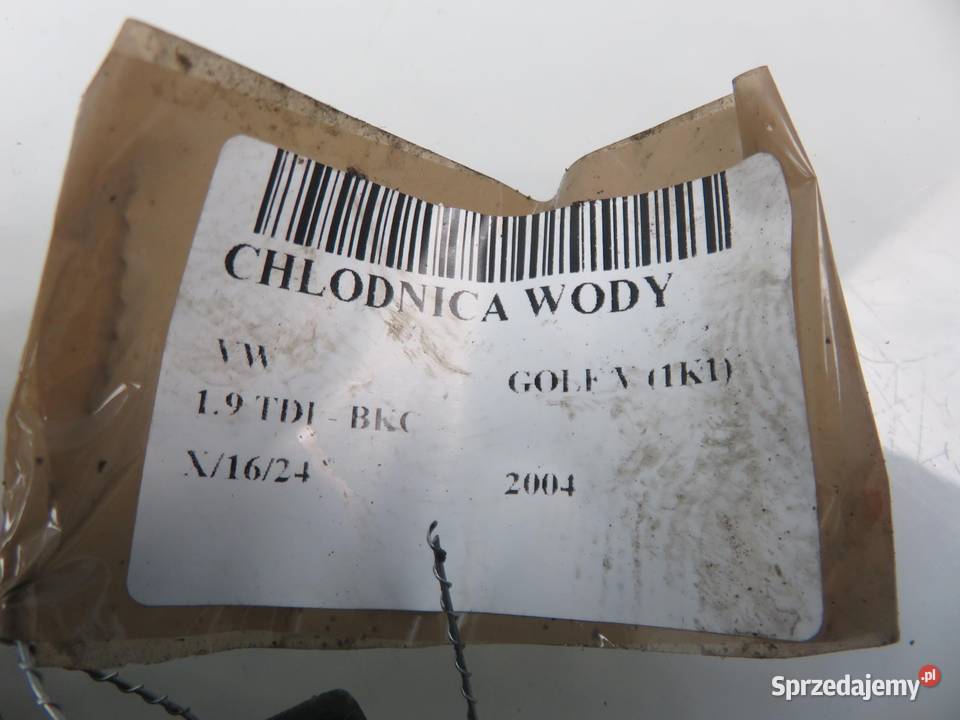 CHLODNICA WODY
VW GOLF V (1K1)
1.9 TDI - BKC
X/16/24 2004
Sprzedajemy.pl